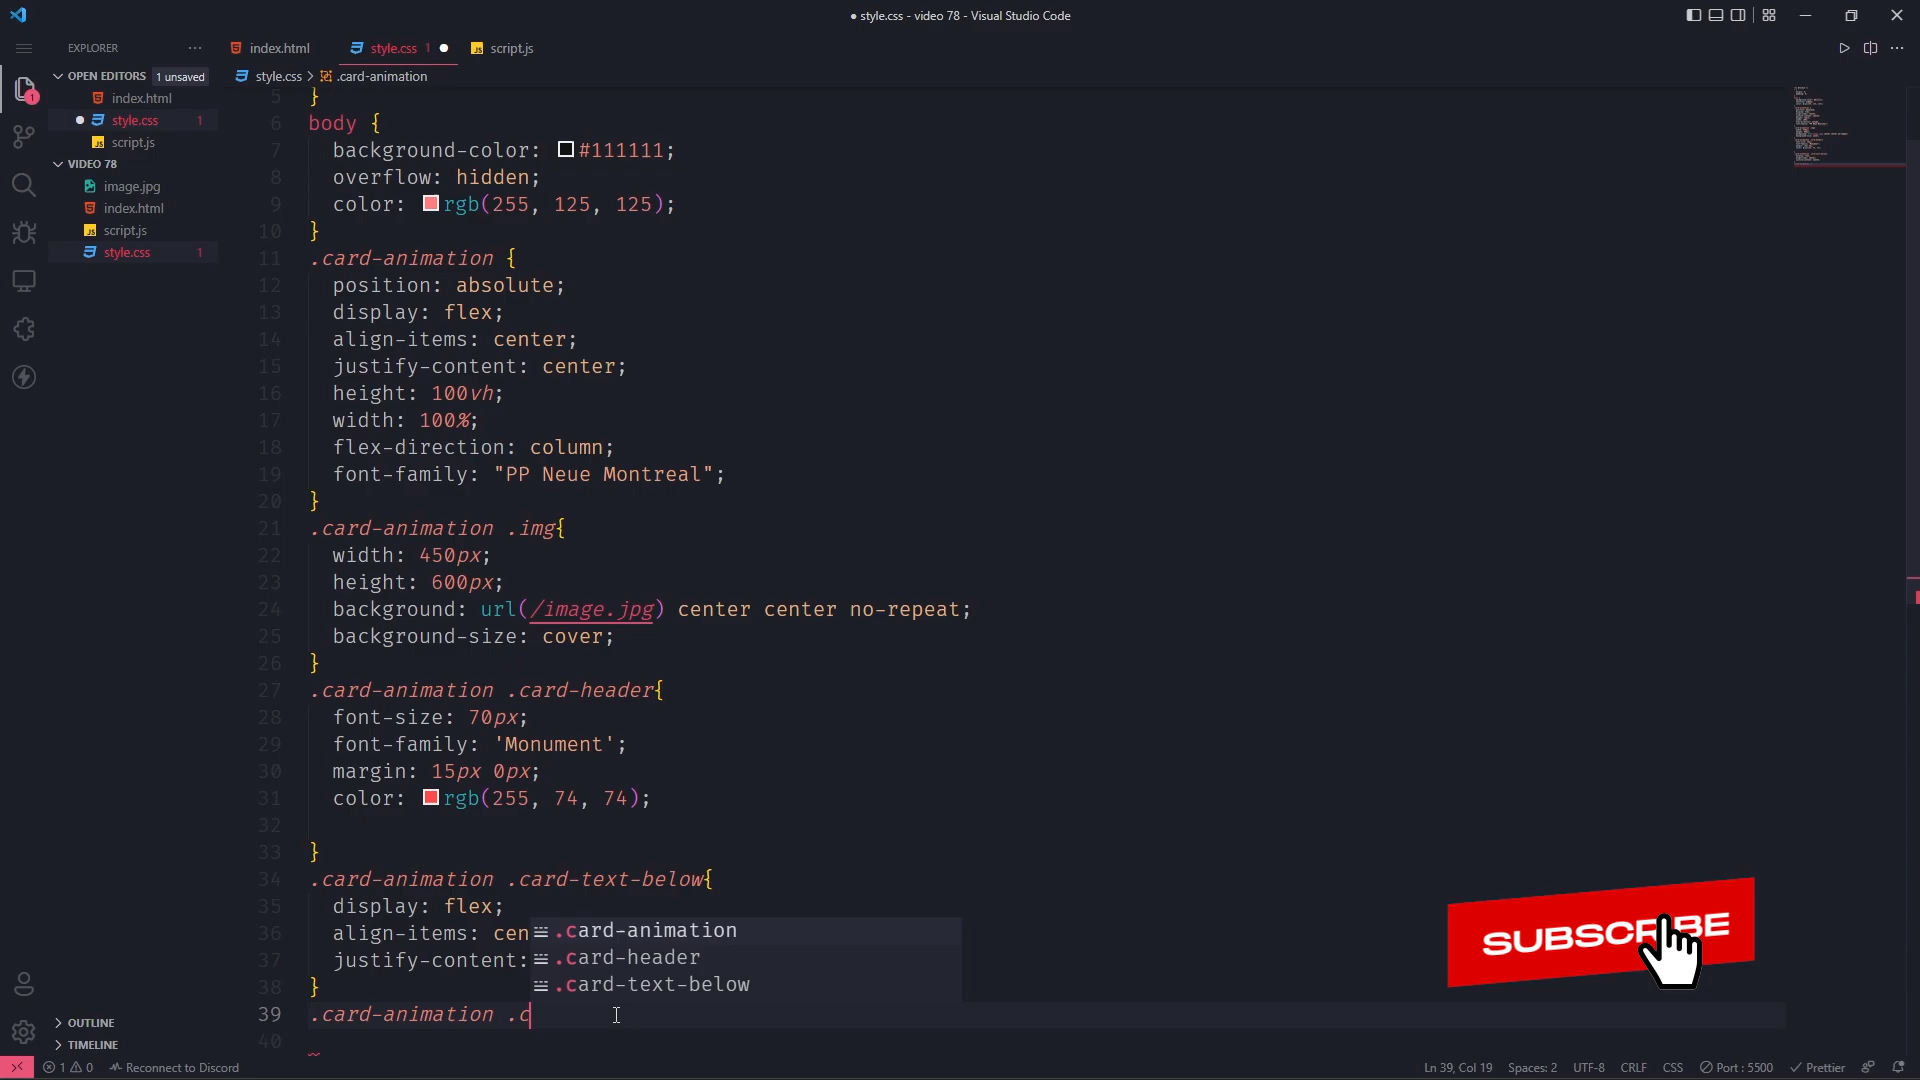 ● style.css - video 78 - Visual Studio Code
EXPLORER
index.html
style.css 1
script.js
OPEN EDITORS 1 unsaved
index.html
style.css 1
script.js
VIDEO 78
image.jpg
index.html
script.js
style.css 1
OUTLINE
TIMELINE
1
style.css > .card-animation
5 }
6 body {
7 background-color: #111111;
8 overflow: hidden;
9 color: rgb(255, 125, 125);
10 }
11 .card-animation {
12 position: absolute;
13 display: flex;
14 align-items: center;
15 justify-content: center;
16 height: 100vh;
17 width: 100%;
18 flex-direction: column;
19 font-family: "PP Neue Montreal";
20 }
21 .card-animation .img{
22 width: 450px;
23 height: 600px;
24 background: url(/image.jpg) center center no-repeat;
25 background-size: cover;
26 }
27 .card-animation .card-header{
28 font-size: 70px;
29 font-family: 'Monument';
30 margin: 15px 0px;
31 color: rgb(255, 74, 74);
32
33 }
34 .card-animation .card-text-below{
35 display: flex;
36 align-items: cen
37 justify-content:
38 }
39 .card-animation .c
40
.card-animation
.card-header
.card-text-below
SUBSCRIBE
1 0 Reconnect to Discord
Ln 39, Col 19 Spaces: 2 UTF-8 CRLF CSS Port : 5500 Prettier